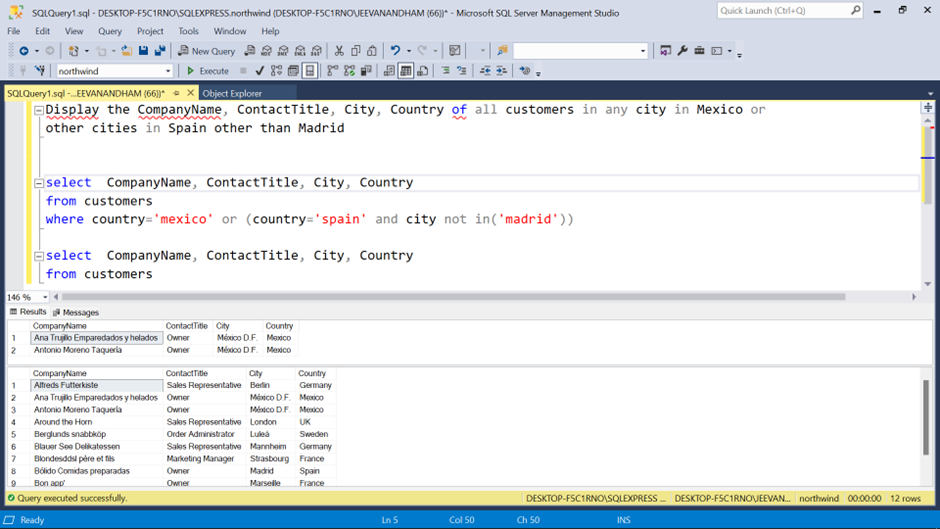 SQLQuery1.sql - DESKTOP-F5C1RNO\SQLEXPRESS.northwind (DESKTOP-F5C1RNO\JEEVANANDHAM (66))* - Microsoft SQL Server Management Studio
Quick Launch (Ctrl+Q)
File Edit View Query Project Tools Window Help
New Query
northwind Execute
SQLQuery1.sql -...EEVANANDHAM (66))* Object Explorer
Display the CompanyName, ContactTitle, City, Country of all customers in any city in Mexico or
other cities in Spain other than Madrid
select CompanyName, ContactTitle, City, Country
from customers
where country='mexico' or (country='spain' and city not in('madrid'))
select CompanyName, ContactTitle, City, Country
from customers
146 %
Results Messages
CompanyName ContactTitle City Country
1 Ana Trujillo Emparedados y helados Owner México D.F. Mexico
2 Antonio Moreno Taquería Owner México D.F. Mexico
CompanyName ContactTitle City Country
1 Alfreds Futterkiste Sales Representative Berlin Germany
2 Ana Trujillo Emparedados y helados Owner México D.F. Mexico
3 Antonio Moreno Taquería Owner México D.F. Mexico
4 Around the Horn Sales Representative London UK
5 Berglunds snabbköp Order Administrator Luleå Sweden
6 Blauer See Delikatessen Sales Representative Mannheim Germany
7 Blondesddsl père et fils Marketing Manager Strasbourg France
8 Bólido Comidas preparadas Owner Madrid Spain
9 Bon app' Owner Marseille France
Query executed successfully. DESKTOP-F5C1RNO\SQLEXPRESS ... DESKTOP-F5C1RNO\JEEVAN... northwind 00:00:00 12 rows
Ready Ln 5 Col 50 Ch 50 INS